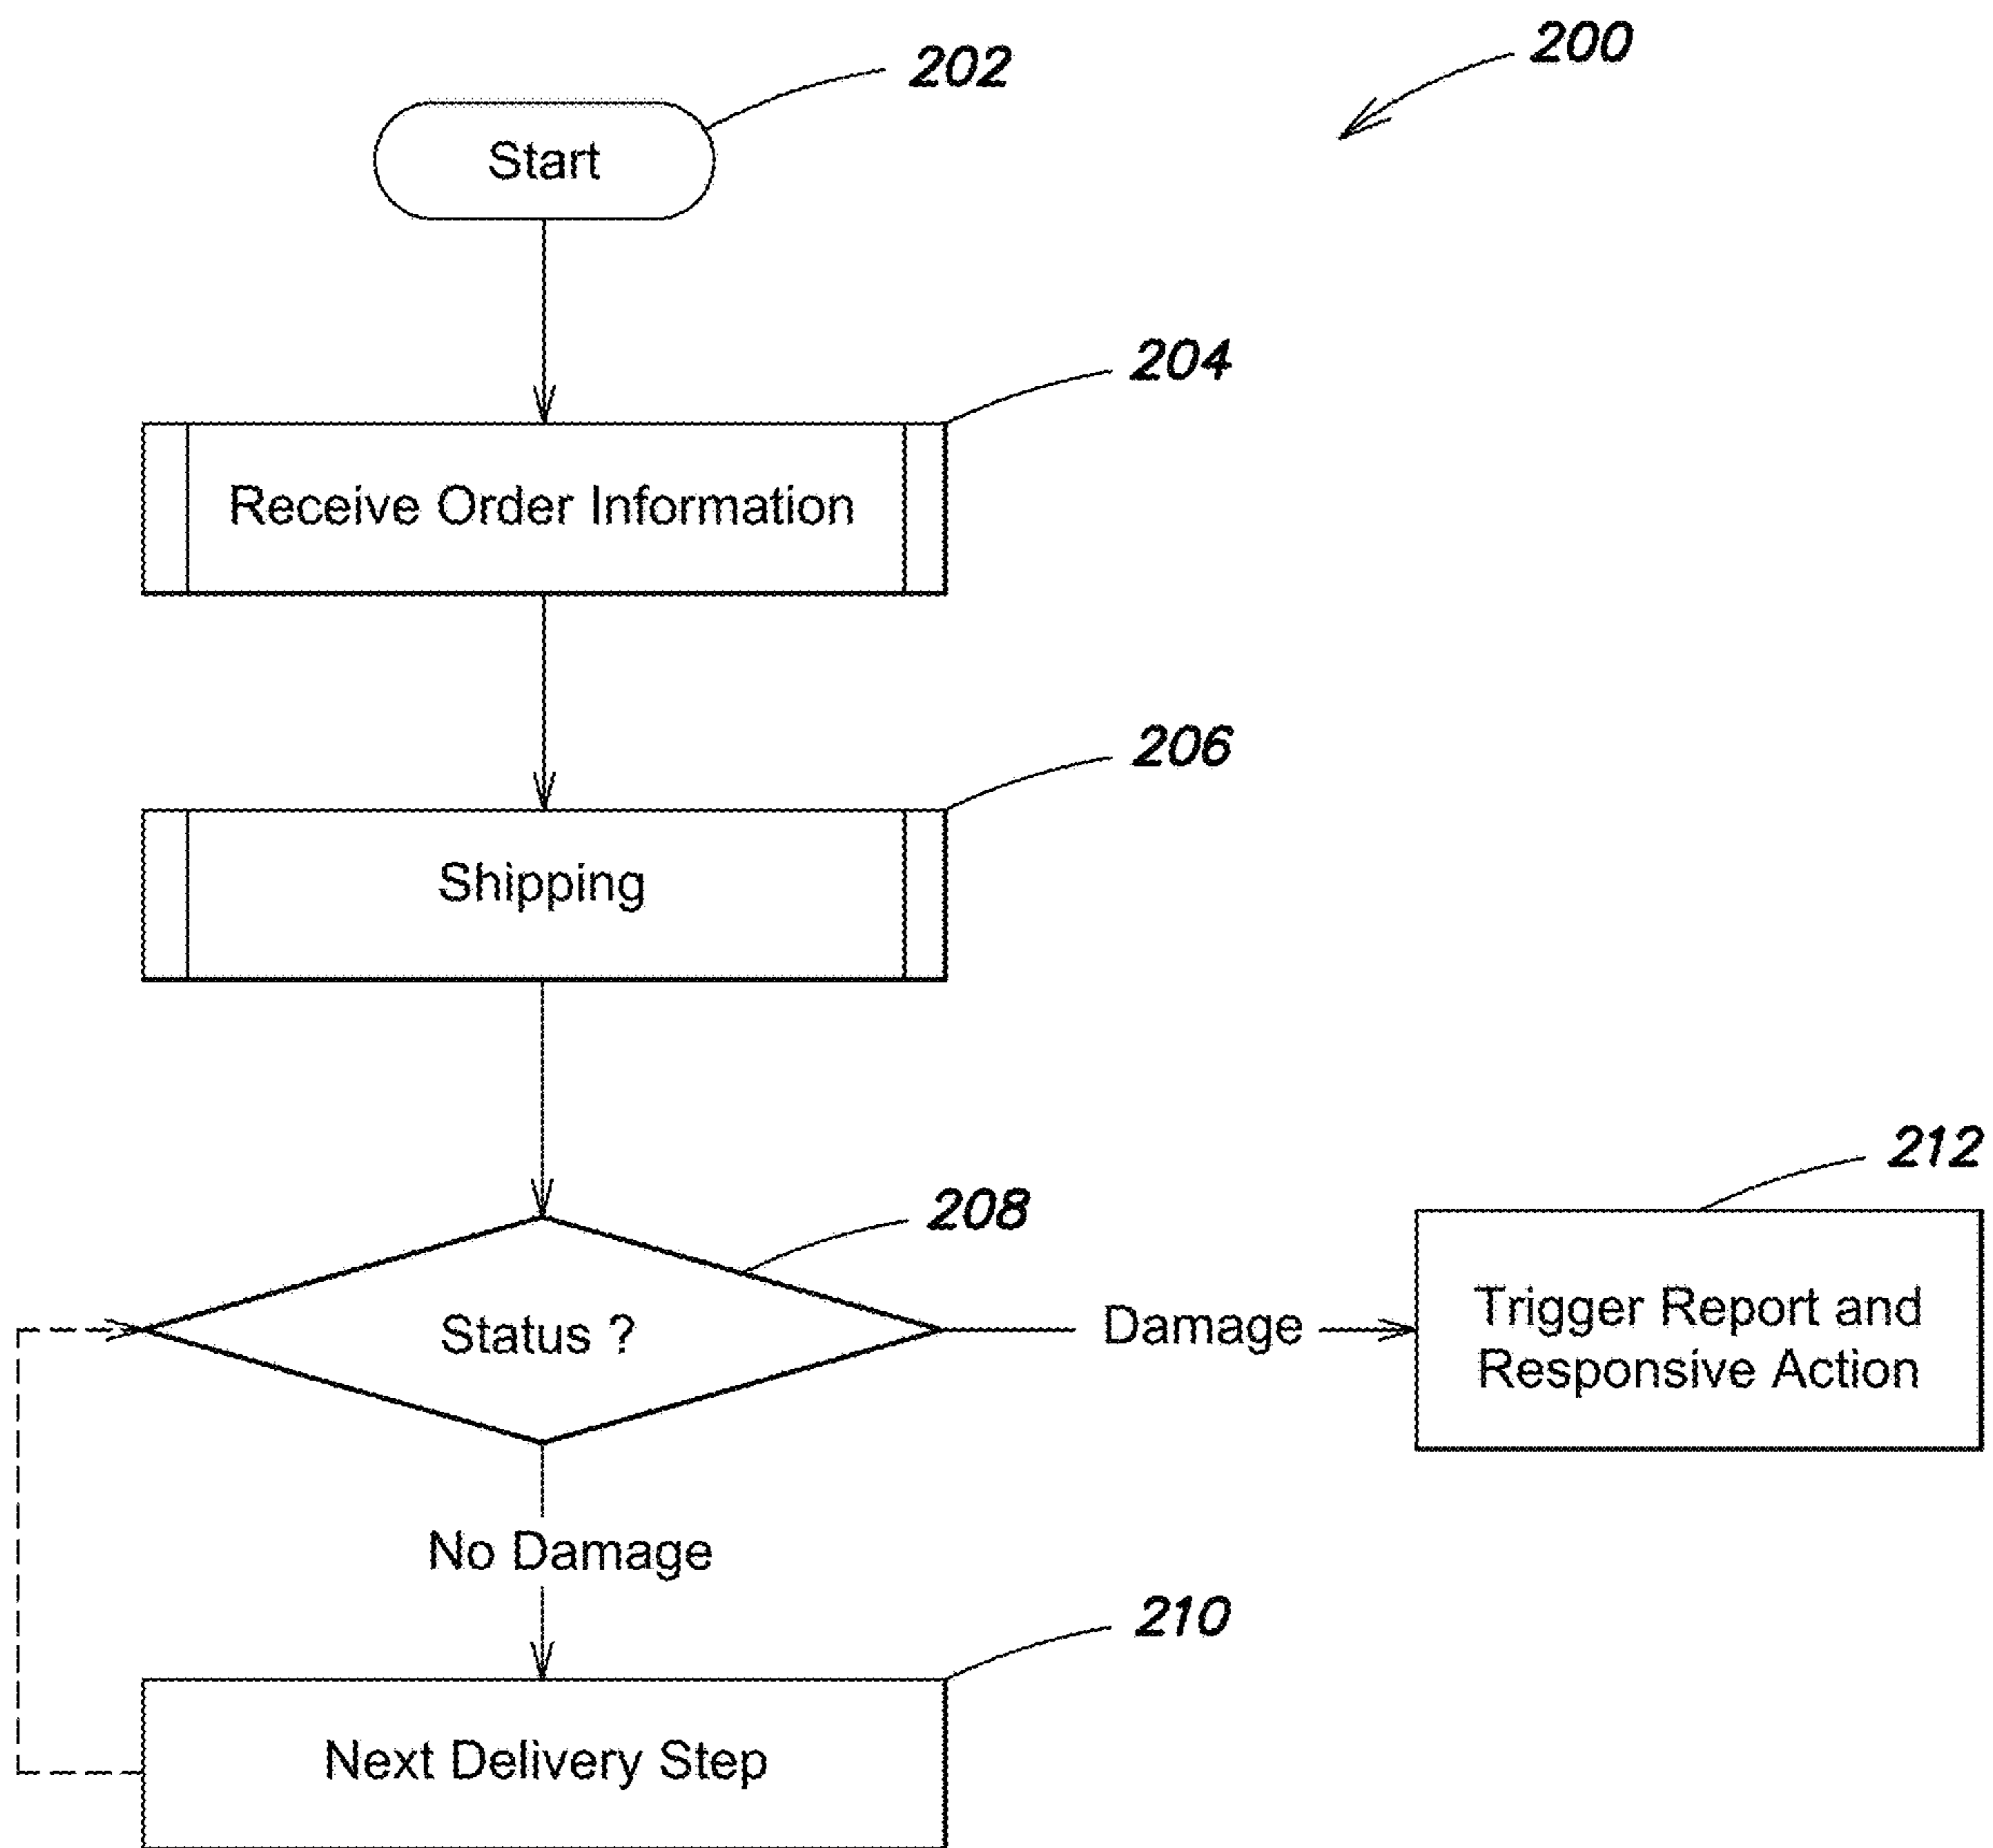 200
202
Start
204
Receive Order Information
206
Shipping
208
Status ?
Damage
212
Trigger Report and
Responsive Action
No Damage
210
Next Delivery Step